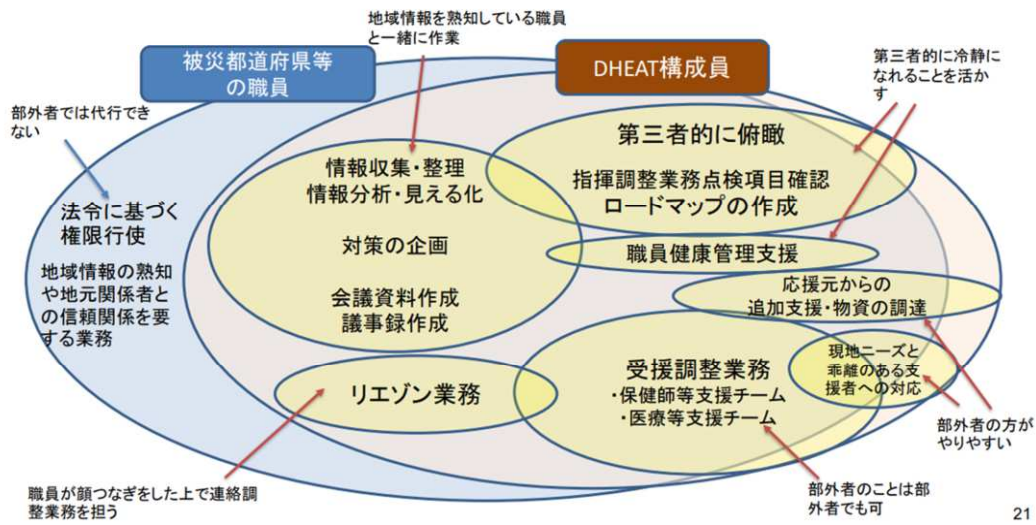 地域情報を熟知している職員
と一緒に作業
被災都道府県等
の職員
DHEAT構成員
第三者的に冷静に
なれることを活か
す
部外者では代行でき
ない
第三者的に俯瞰
指揮調整業務点検項目確認
ロードマップの作成
情報収集・整理
情報分析・見える化
対策の企画
会議資料作成
議事録作成
法令に基づく
権限行使
地域情報の熟知
や地元関係者と
の信頼関係を要
する業務
職員健康管理支援
応援元からの
追加支援・物資の調達
受援調整業務
・保健師等支援チーム
・医療等支援チーム
現地ニーズと
乖離のある支
援者への対応
リエゾン業務
部外者の方が
やりやすい
職員が顔つなぎをした上で連絡調
整業務を担う
部外者のことは部
外者でも可
21